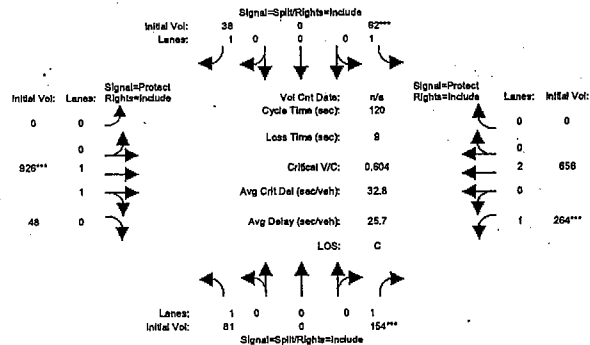 Signal=Split/Rights=Include
Initial Vol: 38 0 62***
Lanes: 1 0 0 0 1
Signal=Protect
Initial Vol: Lanes: Rights=Include
Vol Cnt Date: n/a
Signal=Protect
Rights=Include Lanes: Initial Vol:
Cycle Time (sec): 120
0 0
0 0
Loss Time (sec): 9
0
0
926*** 1
Critical V/C: 0.604
2 656
1
Avg Crit Del (sec/veh): 32.8
0
48 0
Avg Delay (sec/veh): 25.7
1 264***
LOS: C
Lanes: 1 0 0 0 1
Initial Vol: 81 0 154***
Signal=Split/Rights=Include